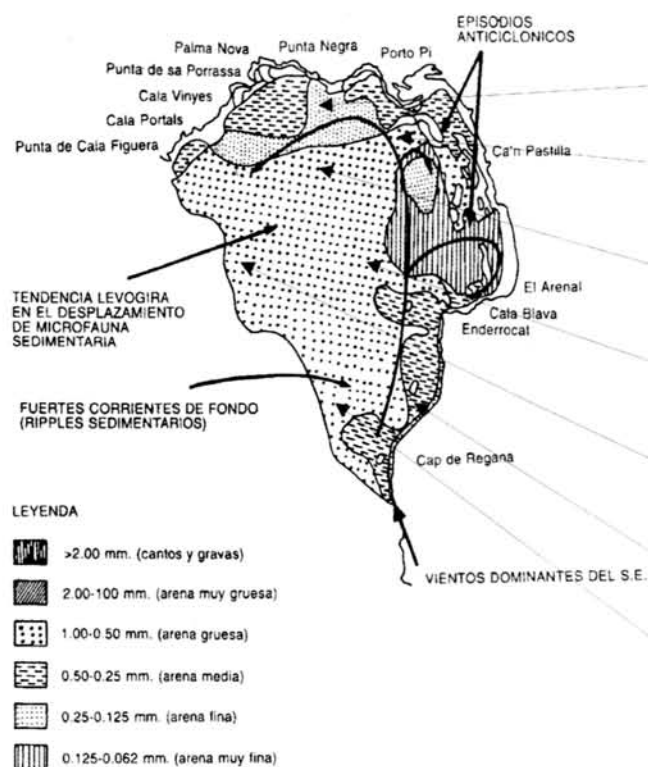 EPISODIOS
ANTICICLONICOS
Palma Nova
Punta Negra
Porto Pi
Punta de sa Porrassa
Cala Vinyes
Cala Portals
Punta de Cala Figuera
Ca'n Pastilla
El Arenal
Cala Blava
Enderrocat
TENDENCIA LEVOGIRA
EN EL DESPLAZAMIENTO
DE MICROFAUNA
SEDIMENTARIA
FUERTES CORRIENTES DE FONDO
(RIPPLES SEDIMENTARIOS)
Cap de Regana
LEYENDA
>2.00 mm. (cantos y gravas)
VIENTOS DOMINANTES DEL S.E.
2.00-100 mm. (arena muy gruesa)
1.00-0.50 mm. (arena gruesa)
0.50-0.25 mm. (arena media)
0.25-0.125 mm. (arena fina)
0.125-0.062 mm. (arena muy fina)